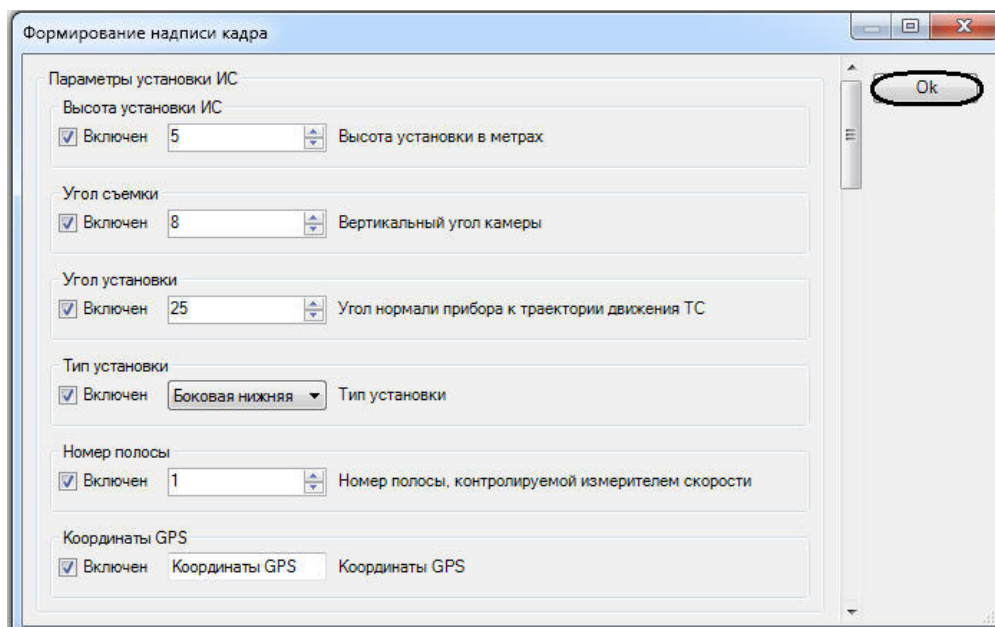 Формирование надписи кадра
Параметры установки ИС
Ok
Высота установки ИС
Включен 5 Высота установки в метрах
Угол съемки
Включен 8 Вертикальный угол камеры
Угол установки
Включен 25 Угол нормали прибора к траектории движения ТС
Тип установки
Включен Боковая нижняя Тип установки
Номер полосы
Включен 1 Номер полосы, контролируемой измерителем скорости
Координаты GPS
Включен Координаты GPS Координаты GPS